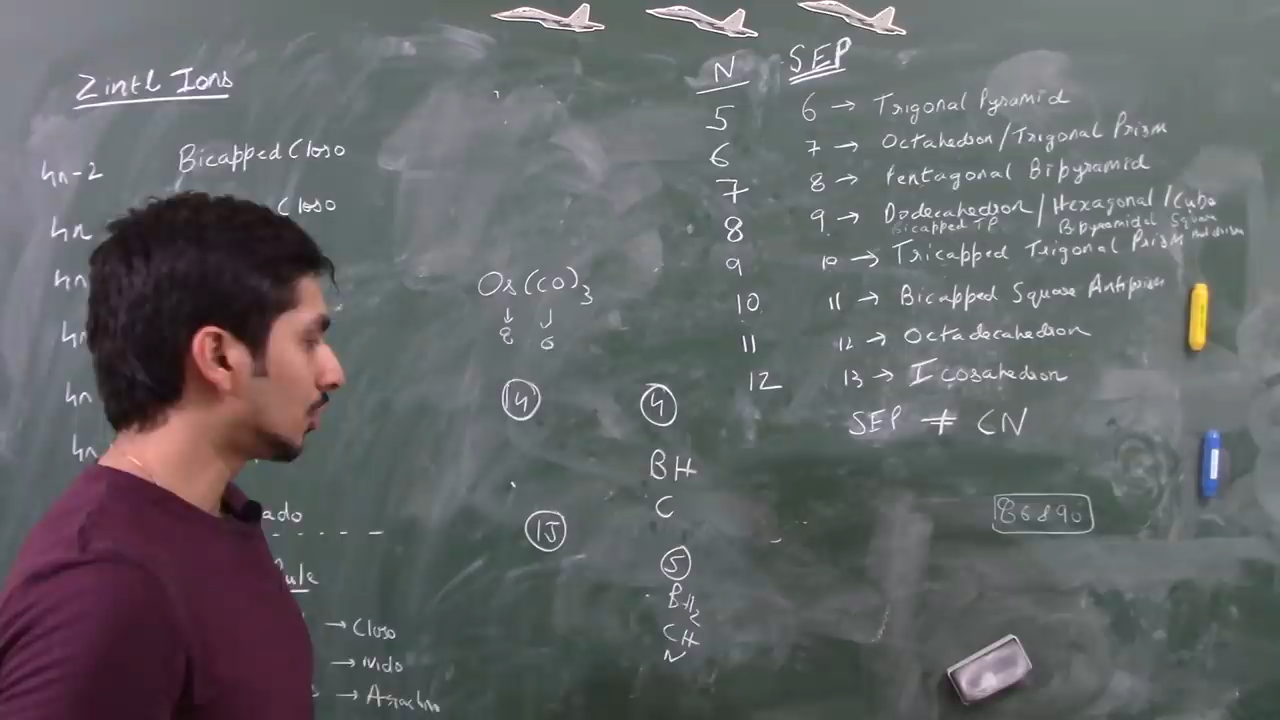 Zintl Ions
4n-2 Bicapped Closo
4n Closo
4n
4n
4n
4n
ado
Rule
→ Closo
→ Nido
→ Arachno
Os(CO)3
↓ ↓
8 6
14 4
BH
C
15 5
BH2
CH
N
N SEP
5 6 → Trigonal Pyramid
6 7 → Octahedron/Trigonal Prism
7 8 → Pentagonal Bipyramid
8 9 → Dodecahedron/Hexagonal/Cube
Bicapped TP Bipyramidal Square
9 10 → Tricapped Trigonal Prism
10 11 → Bicapped Square Antiprism
11 12 → Octadecahedron
12 13 → Icosahedron
SEP ≠ CN